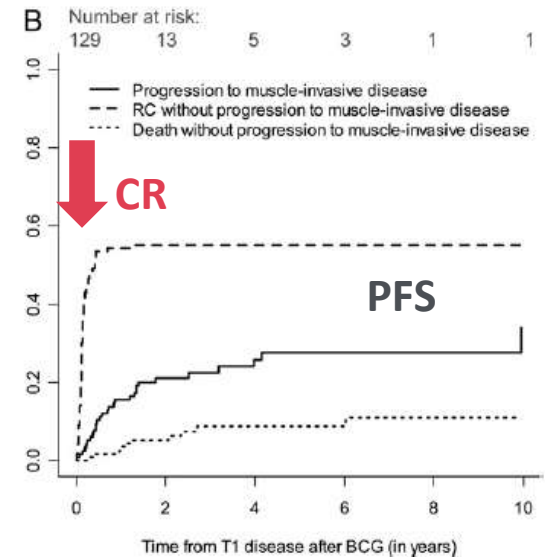 B Number at risk:
129 13 5 3 1 1
1.0
Progression to muscle-invasive disease
RC without progression to muscle-invasive disease
Death without progression to muscle-invasive disease
0.8
CR
0.6
PFS
0.4
0.2
0.0
0 2 4 6 8 10
Time from T1 disease after BCG (in years)